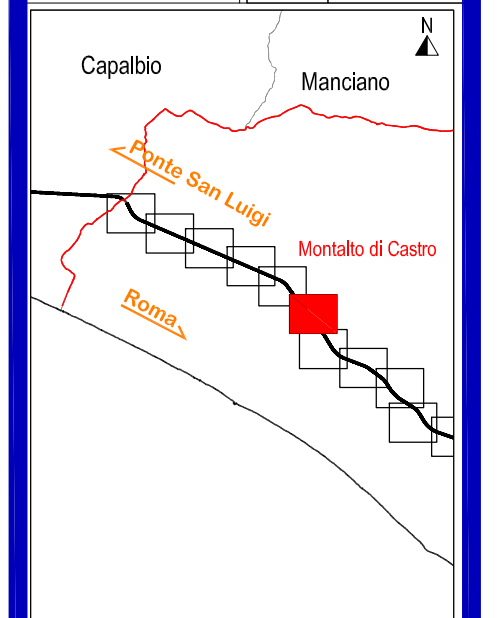 N
Capalbio
Manciano
Ponte San Luigi
Montalto di Castro
Roma